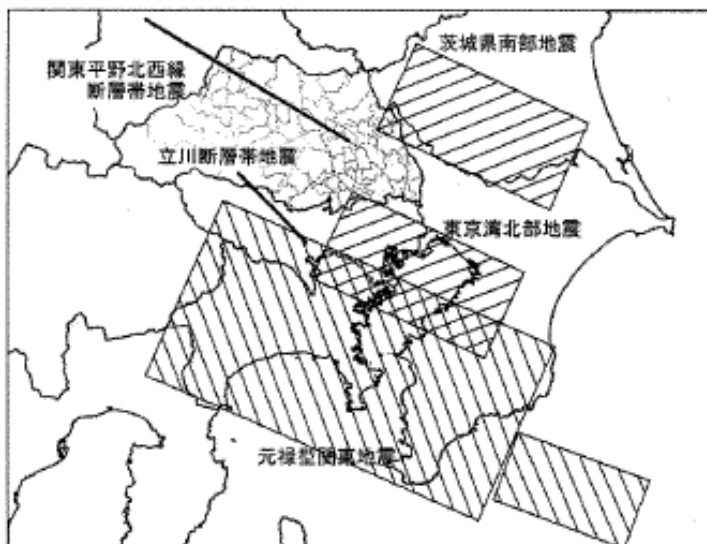 茨城県南部地震
関東平野北西縁
断層帯地震
立川断層帯地震
東京湾北部地震
元禄型関東地震